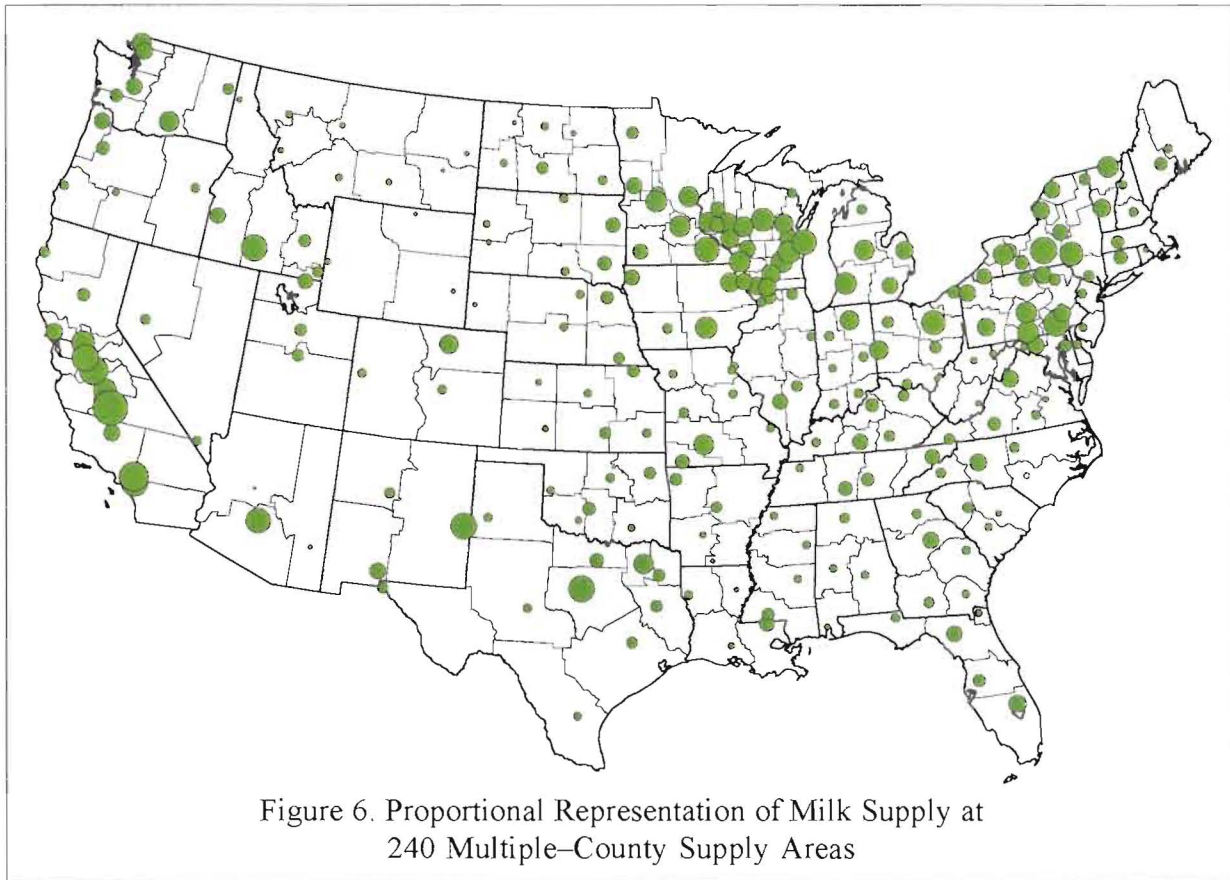 Figure 6. Proportional Representation of Milk Supply at
240 Multiple–County Supply Areas